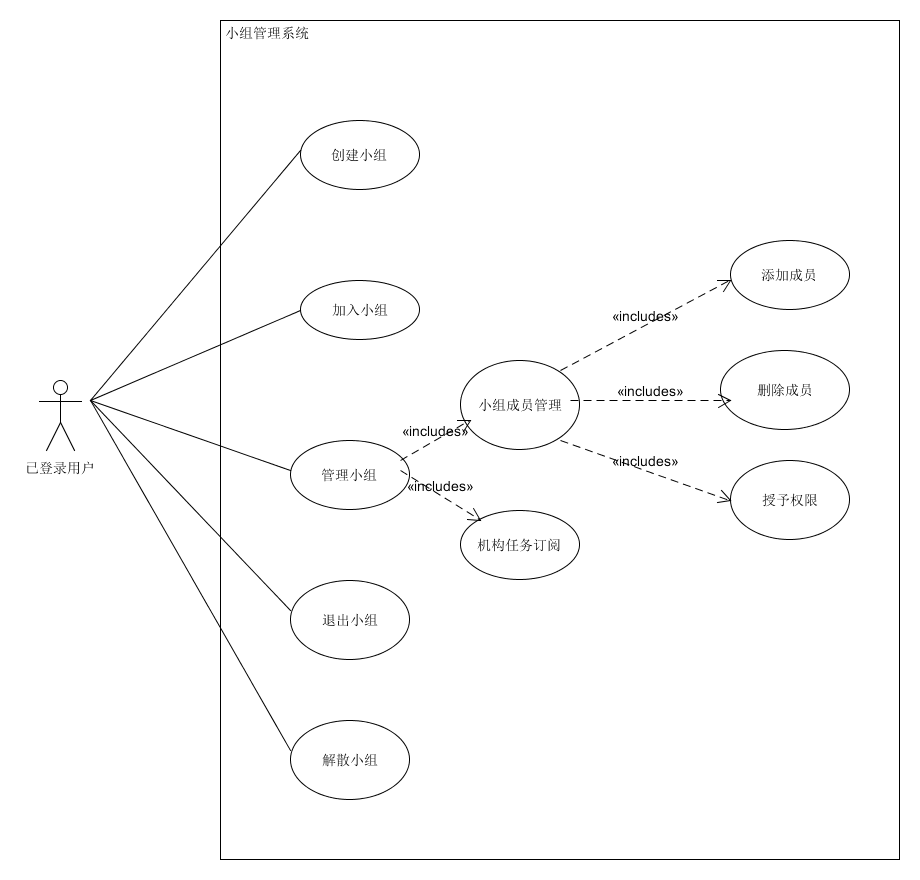 小组管理系统
创建小组
加入小组
已登录用户
管理小组
退出小组
解散小组
«includes»
«includes»
小组成员管理
机构任务订阅
«includes»
«includes»
«includes»
添加成员
删除成员
授予权限